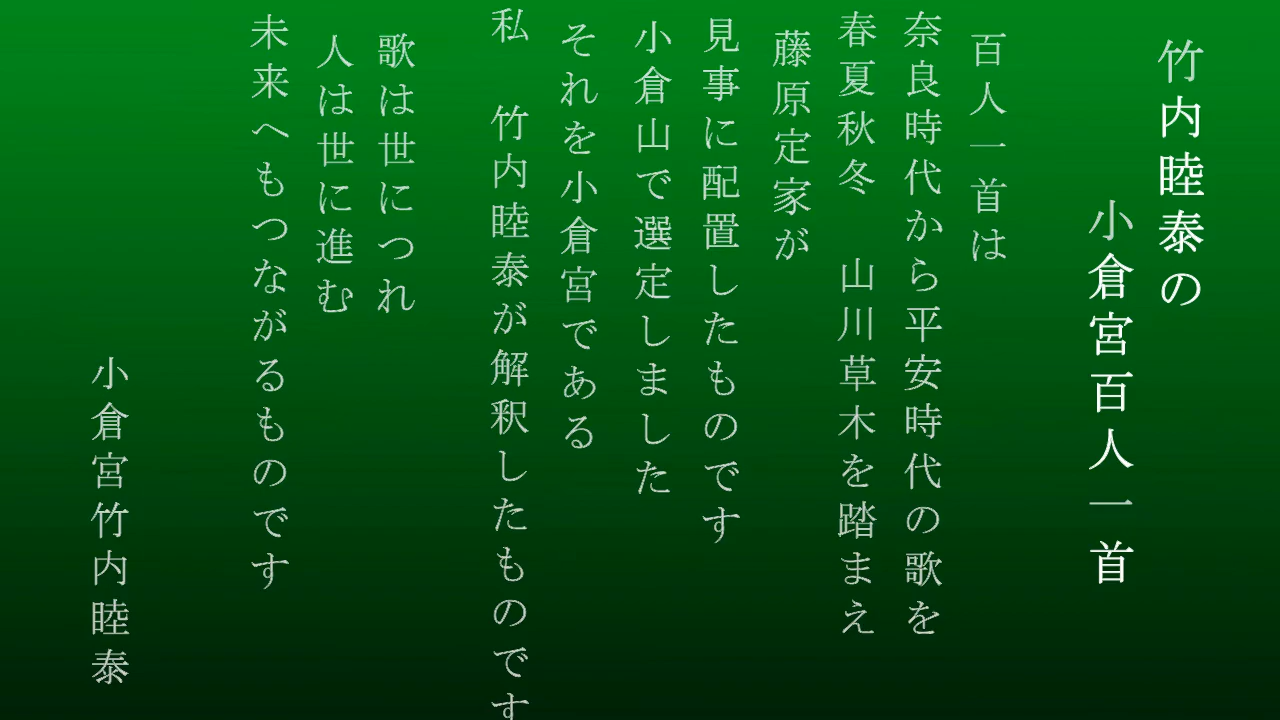 竹内睦泰の
小倉宮百人一首
百人一首は
奈良時代から平安時代の歌を
春夏秋冬　山川草木を踏まえ
藤原定家が
見事に配置したものです
小倉山で選定しました
それを小倉宮である
私　竹内睦泰が解釈したものです
歌は世につれ
人は世に進む
未来へもつながるものです
小倉宮竹内睦泰